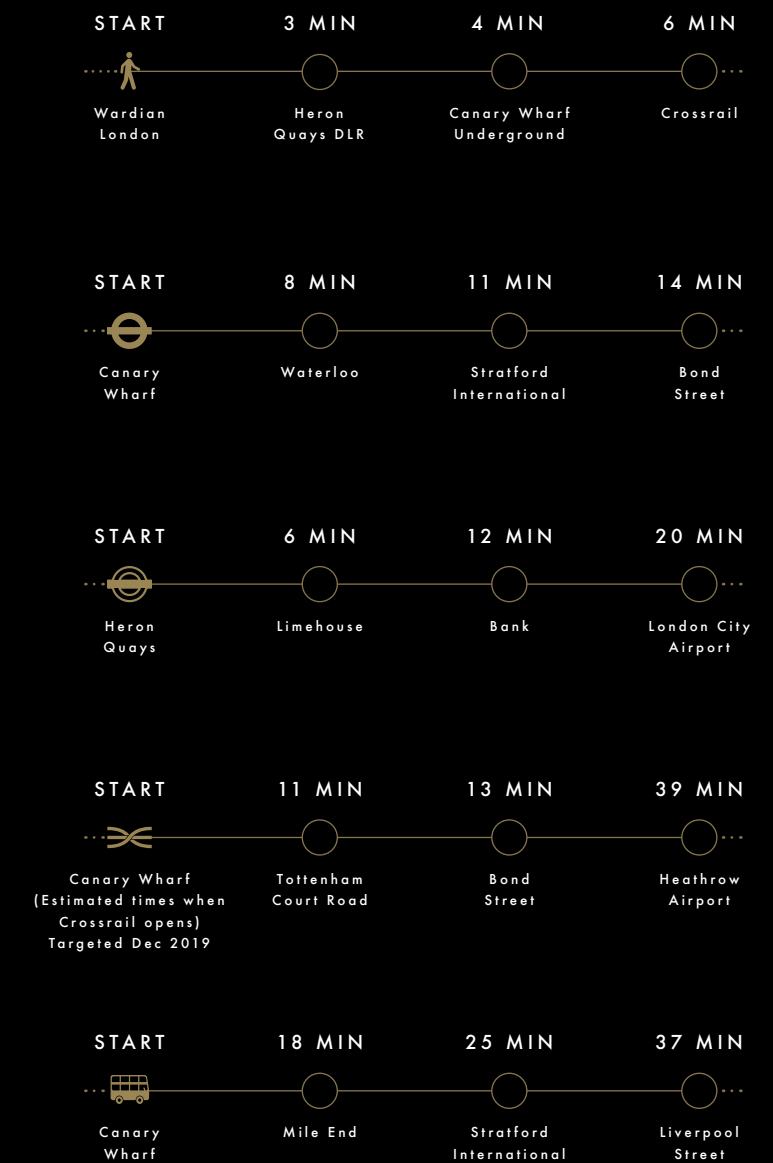 START 3 MIN 4 MIN 6 MIN
Wardian Heron Canary Wharf Crossrail
London Quays DLR Underground
START 8 MIN 11 MIN 14 MIN
Canary Waterloo Stratford Bond
Wharf International Street
START 6 MIN 12 MIN 20 MIN
Heron Limehouse Bank London City
Quays Airport
START 11 MIN 13 MIN 39 MIN
Canary Wharf Tottenham Bond Heathrow
(Estimated times when Court Road Street Airport
Crossrail opens)
Targeted Dec 2019
START 18 MIN 25 MIN 37 MIN
Canary Mile End Stratford Liverpool
Wharf International Street